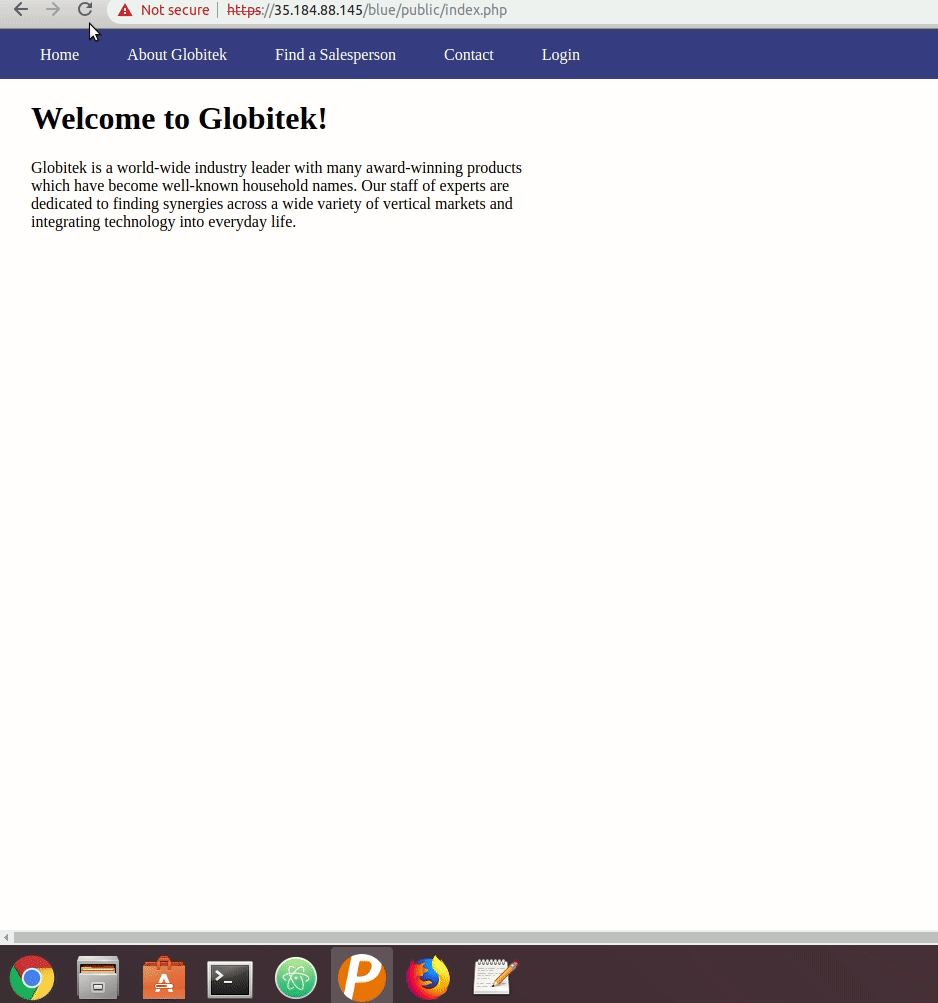 Not secure | https://35.184.88.145/blue/public/index.php
Home About Globitek Find a Salesperson Contact Login
Welcome to Globitek!
Globitek is a world-wide industry leader with many award-winning products
which have become well-known household names. Our staff of experts are
dedicated to finding synergies across a wide variety of vertical markets and
integrating technology into everyday life.